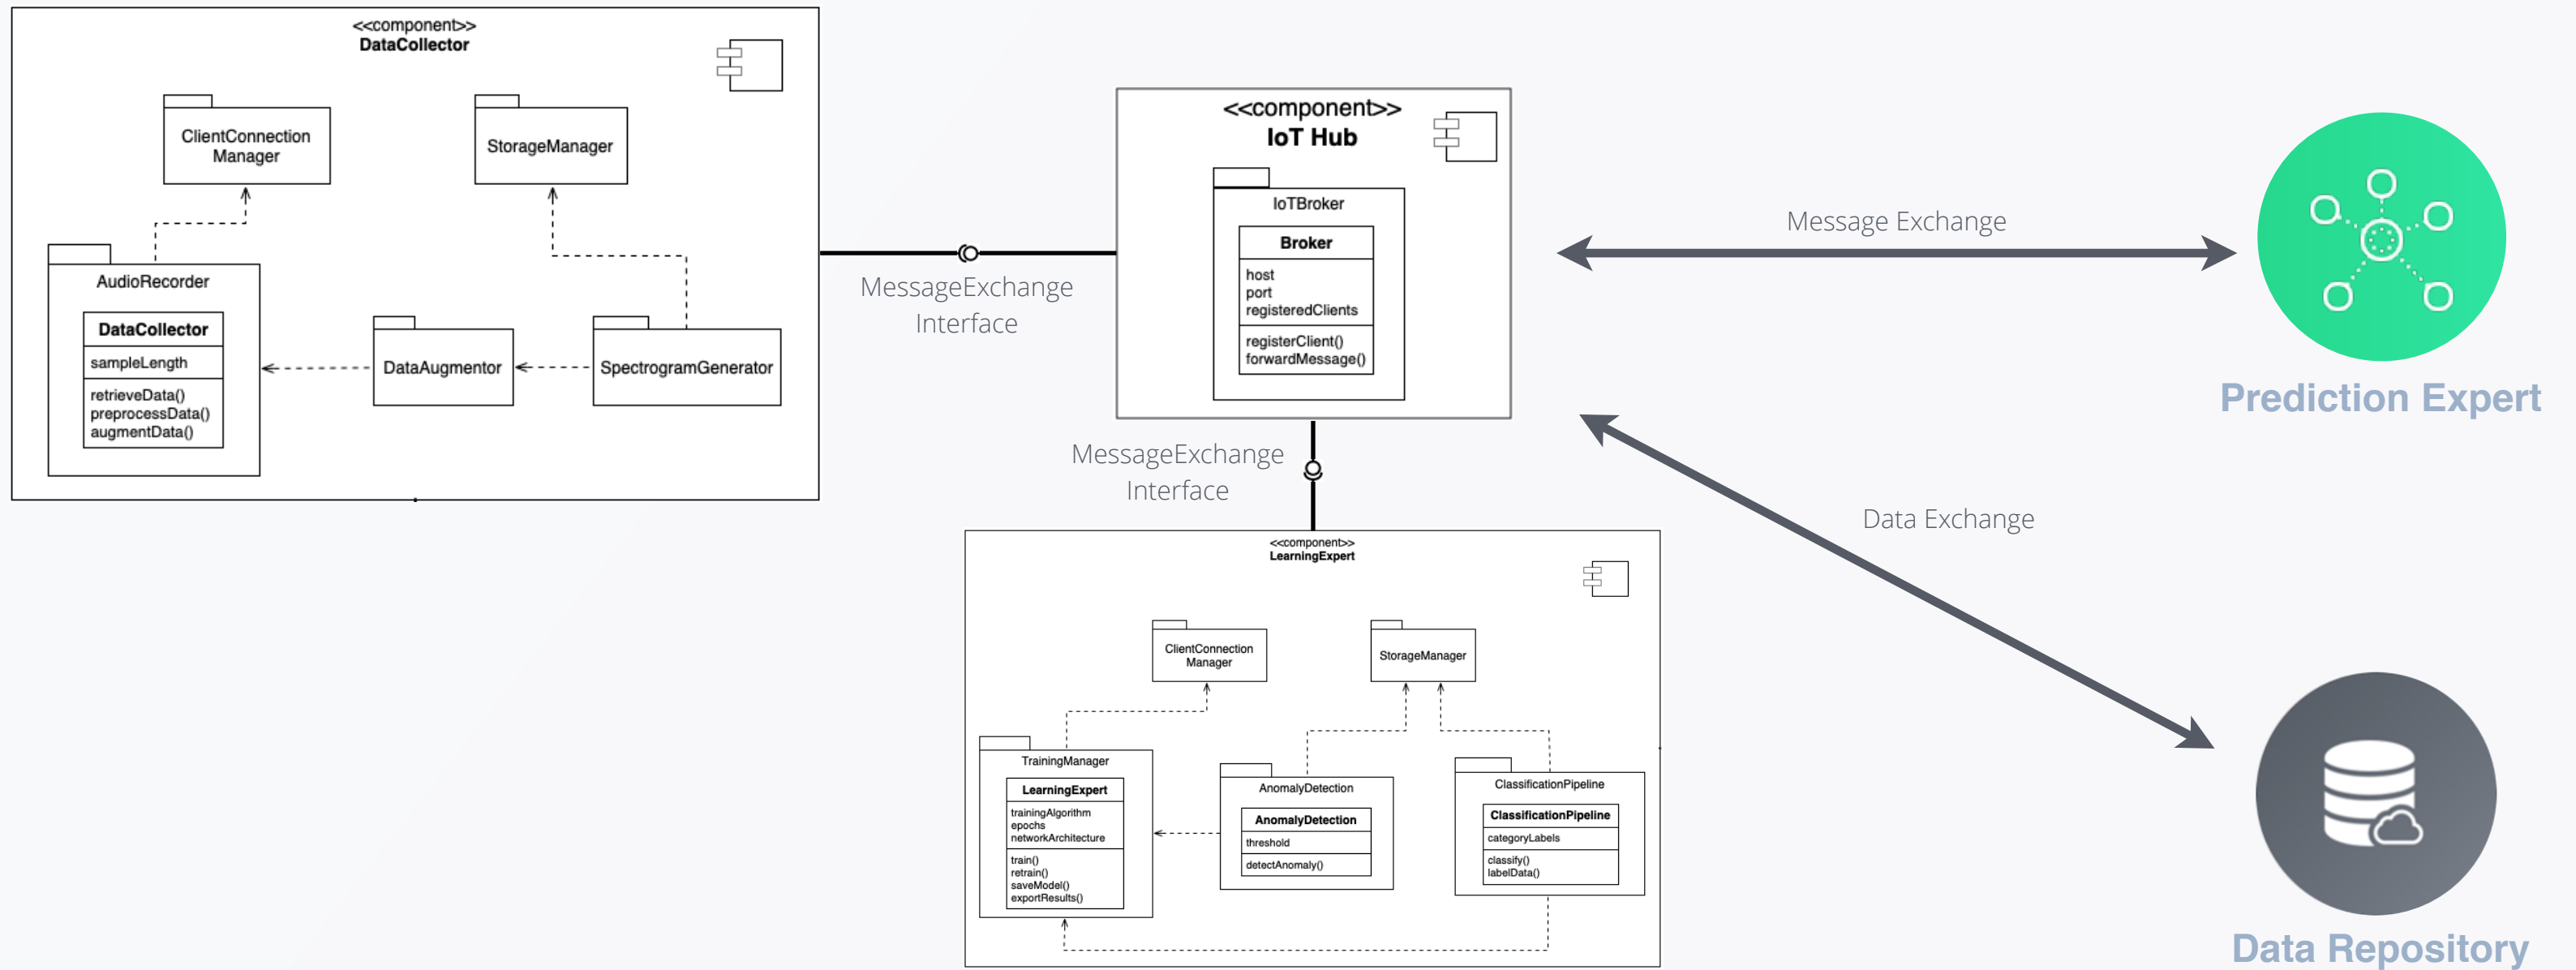 <<component>>
DataCollector
ClientConnection
Manager
StorageManager
AudioRecorder
DataCollector
sampleLength
retrieveData()
preprocessData()
augmentData()
DataAugmentor
SpectrogramGenerator
MessageExchange
Interface
<<component>>
IoT Hub
IoTBroker
Broker
host
port
registeredClients
registerClient()
forwardMessage()
Message Exchange
Prediction Expert
MessageExchange
Interface
Data Exchange
<<component>>
LearningExpert
ClientConnection
Manager
StorageManager
TrainingManager
LearningExpert
trainingAlgorithm
epochs
networkArchitecture
train()
retrain()
saveModel()
exportResults()
AnomalyDetection
AnomalyDetection
threshold
detectAnomaly()
ClassificationPipeline
ClassificationPipeline
categoryLabels
classify()
labelData()
Data Repository